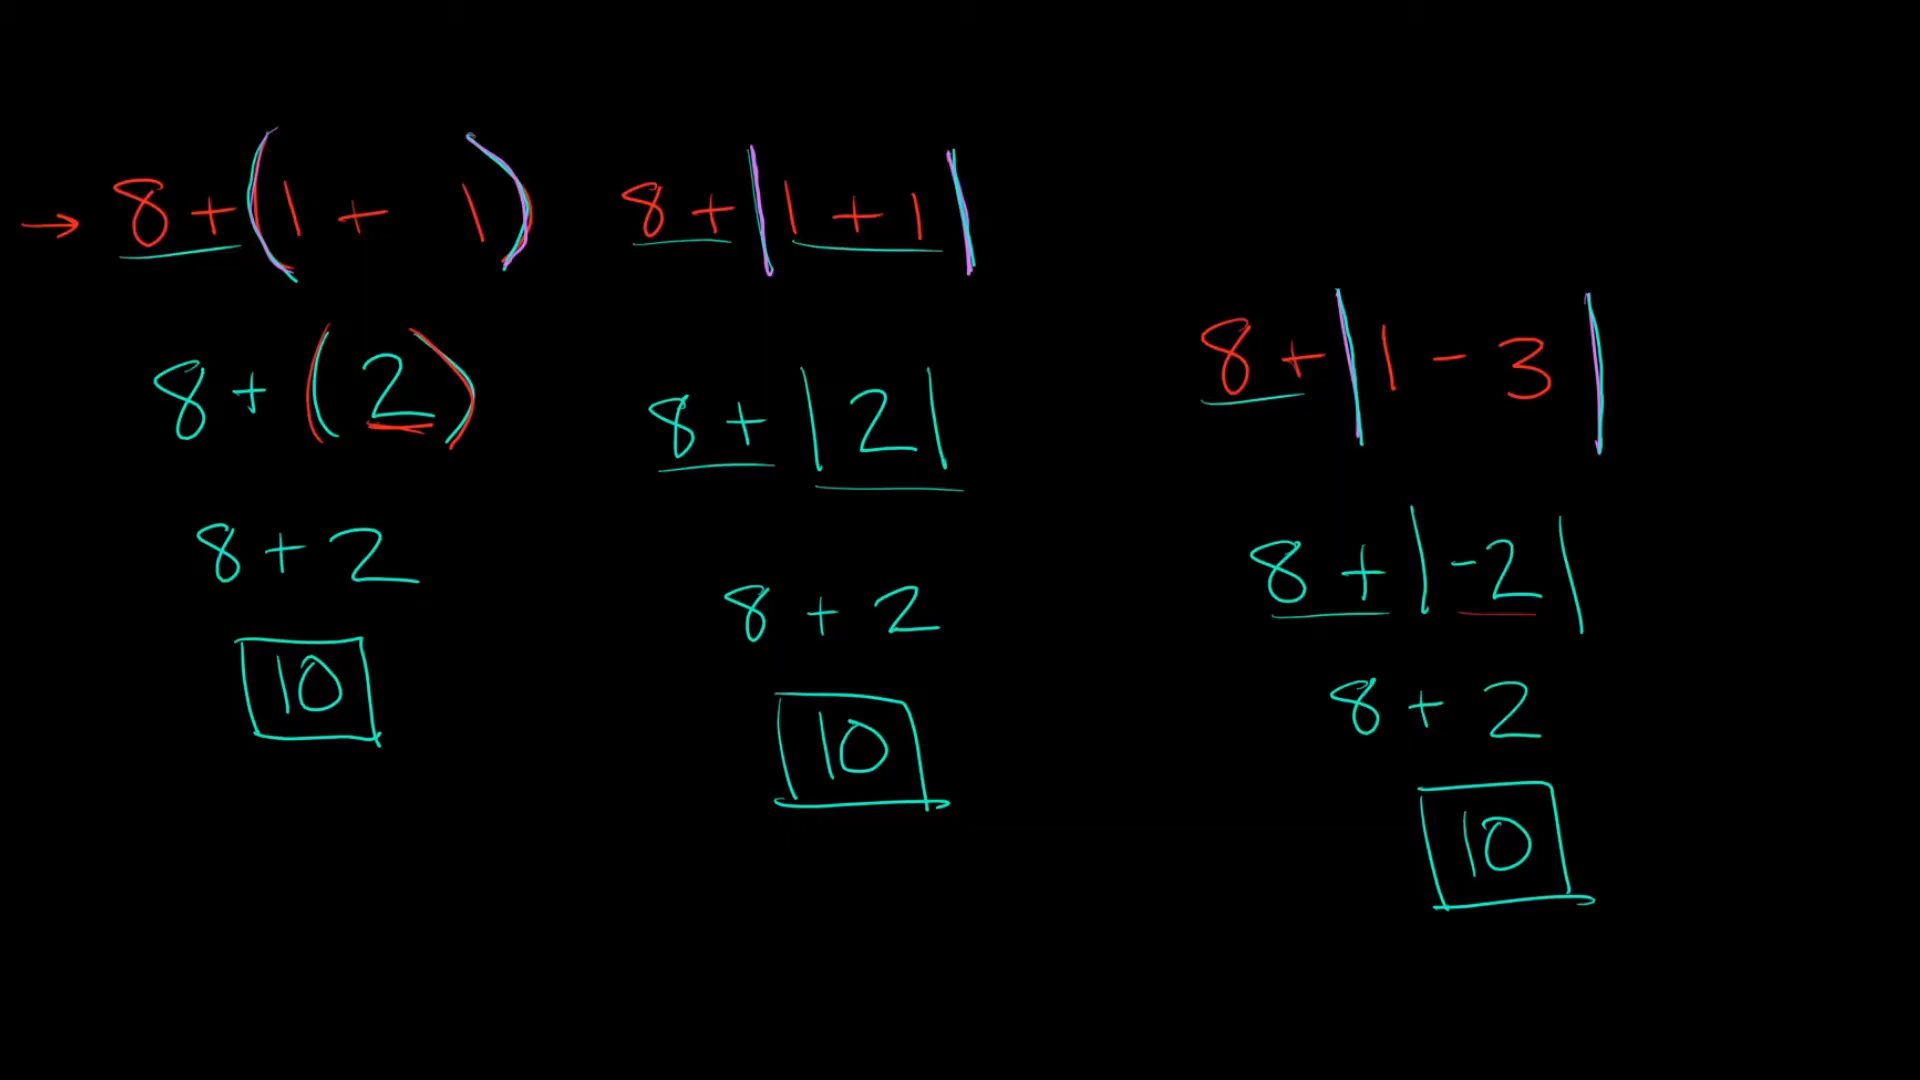 → 8 + (1 + 1)
8 + (2)
8 + 2
10
8 + |1 + 1|
8 + |2|
8 + 2
10
8 + |1 - 3|
8 + |-2|
8 + 2
10